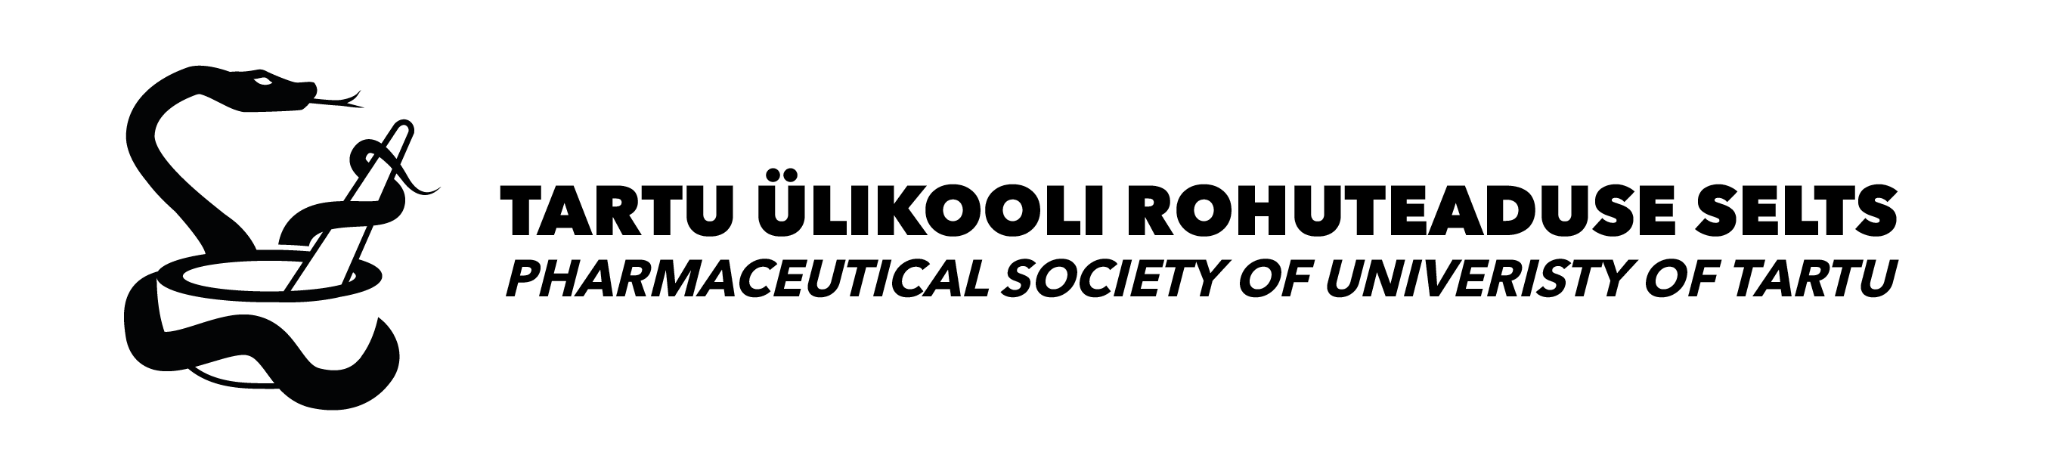 TARTU ÜLIKOOLI ROHUTEADUSE SELTS
PHARMACEUTICAL SOCIETY OF UNIVERISTY OF TARTU